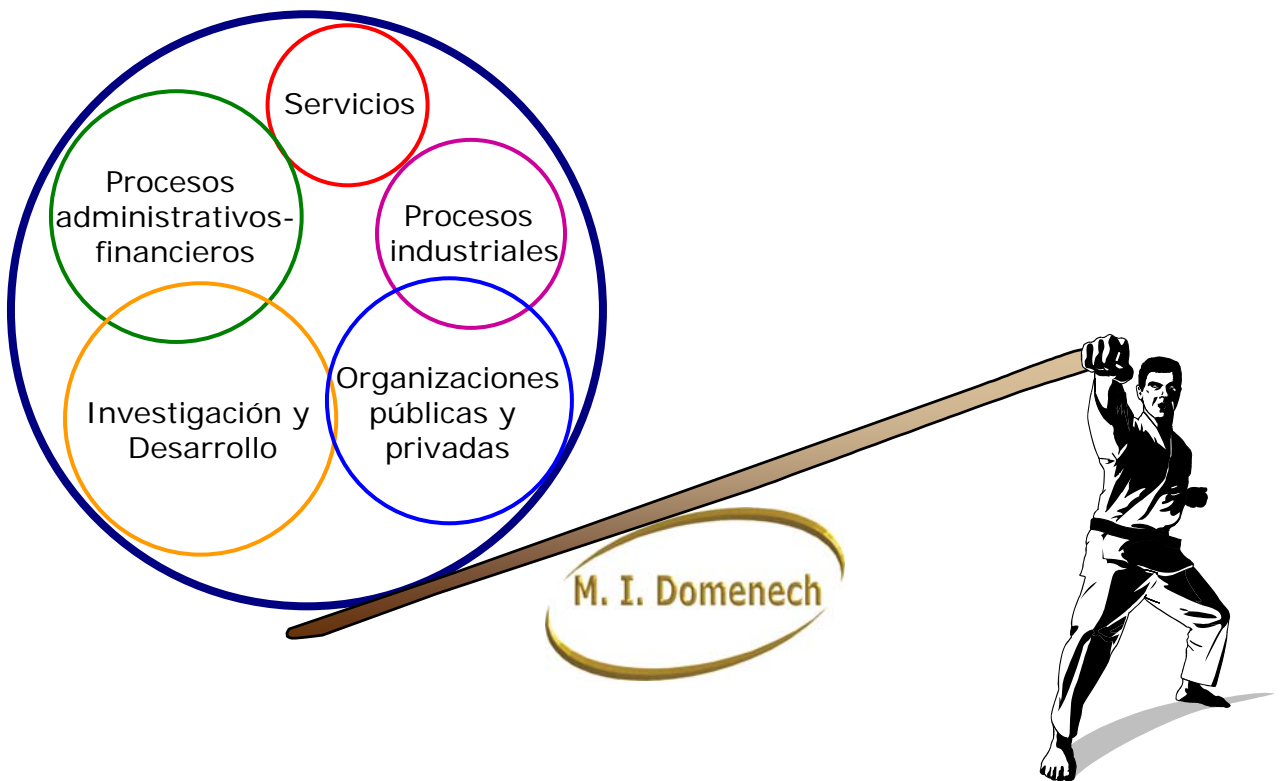 Servicios
Procesos
administrativos-
financieros
Procesos
industriales
Investigación y
Desarrollo
Organizaciones
públicas y
privadas
M. I. Domenech